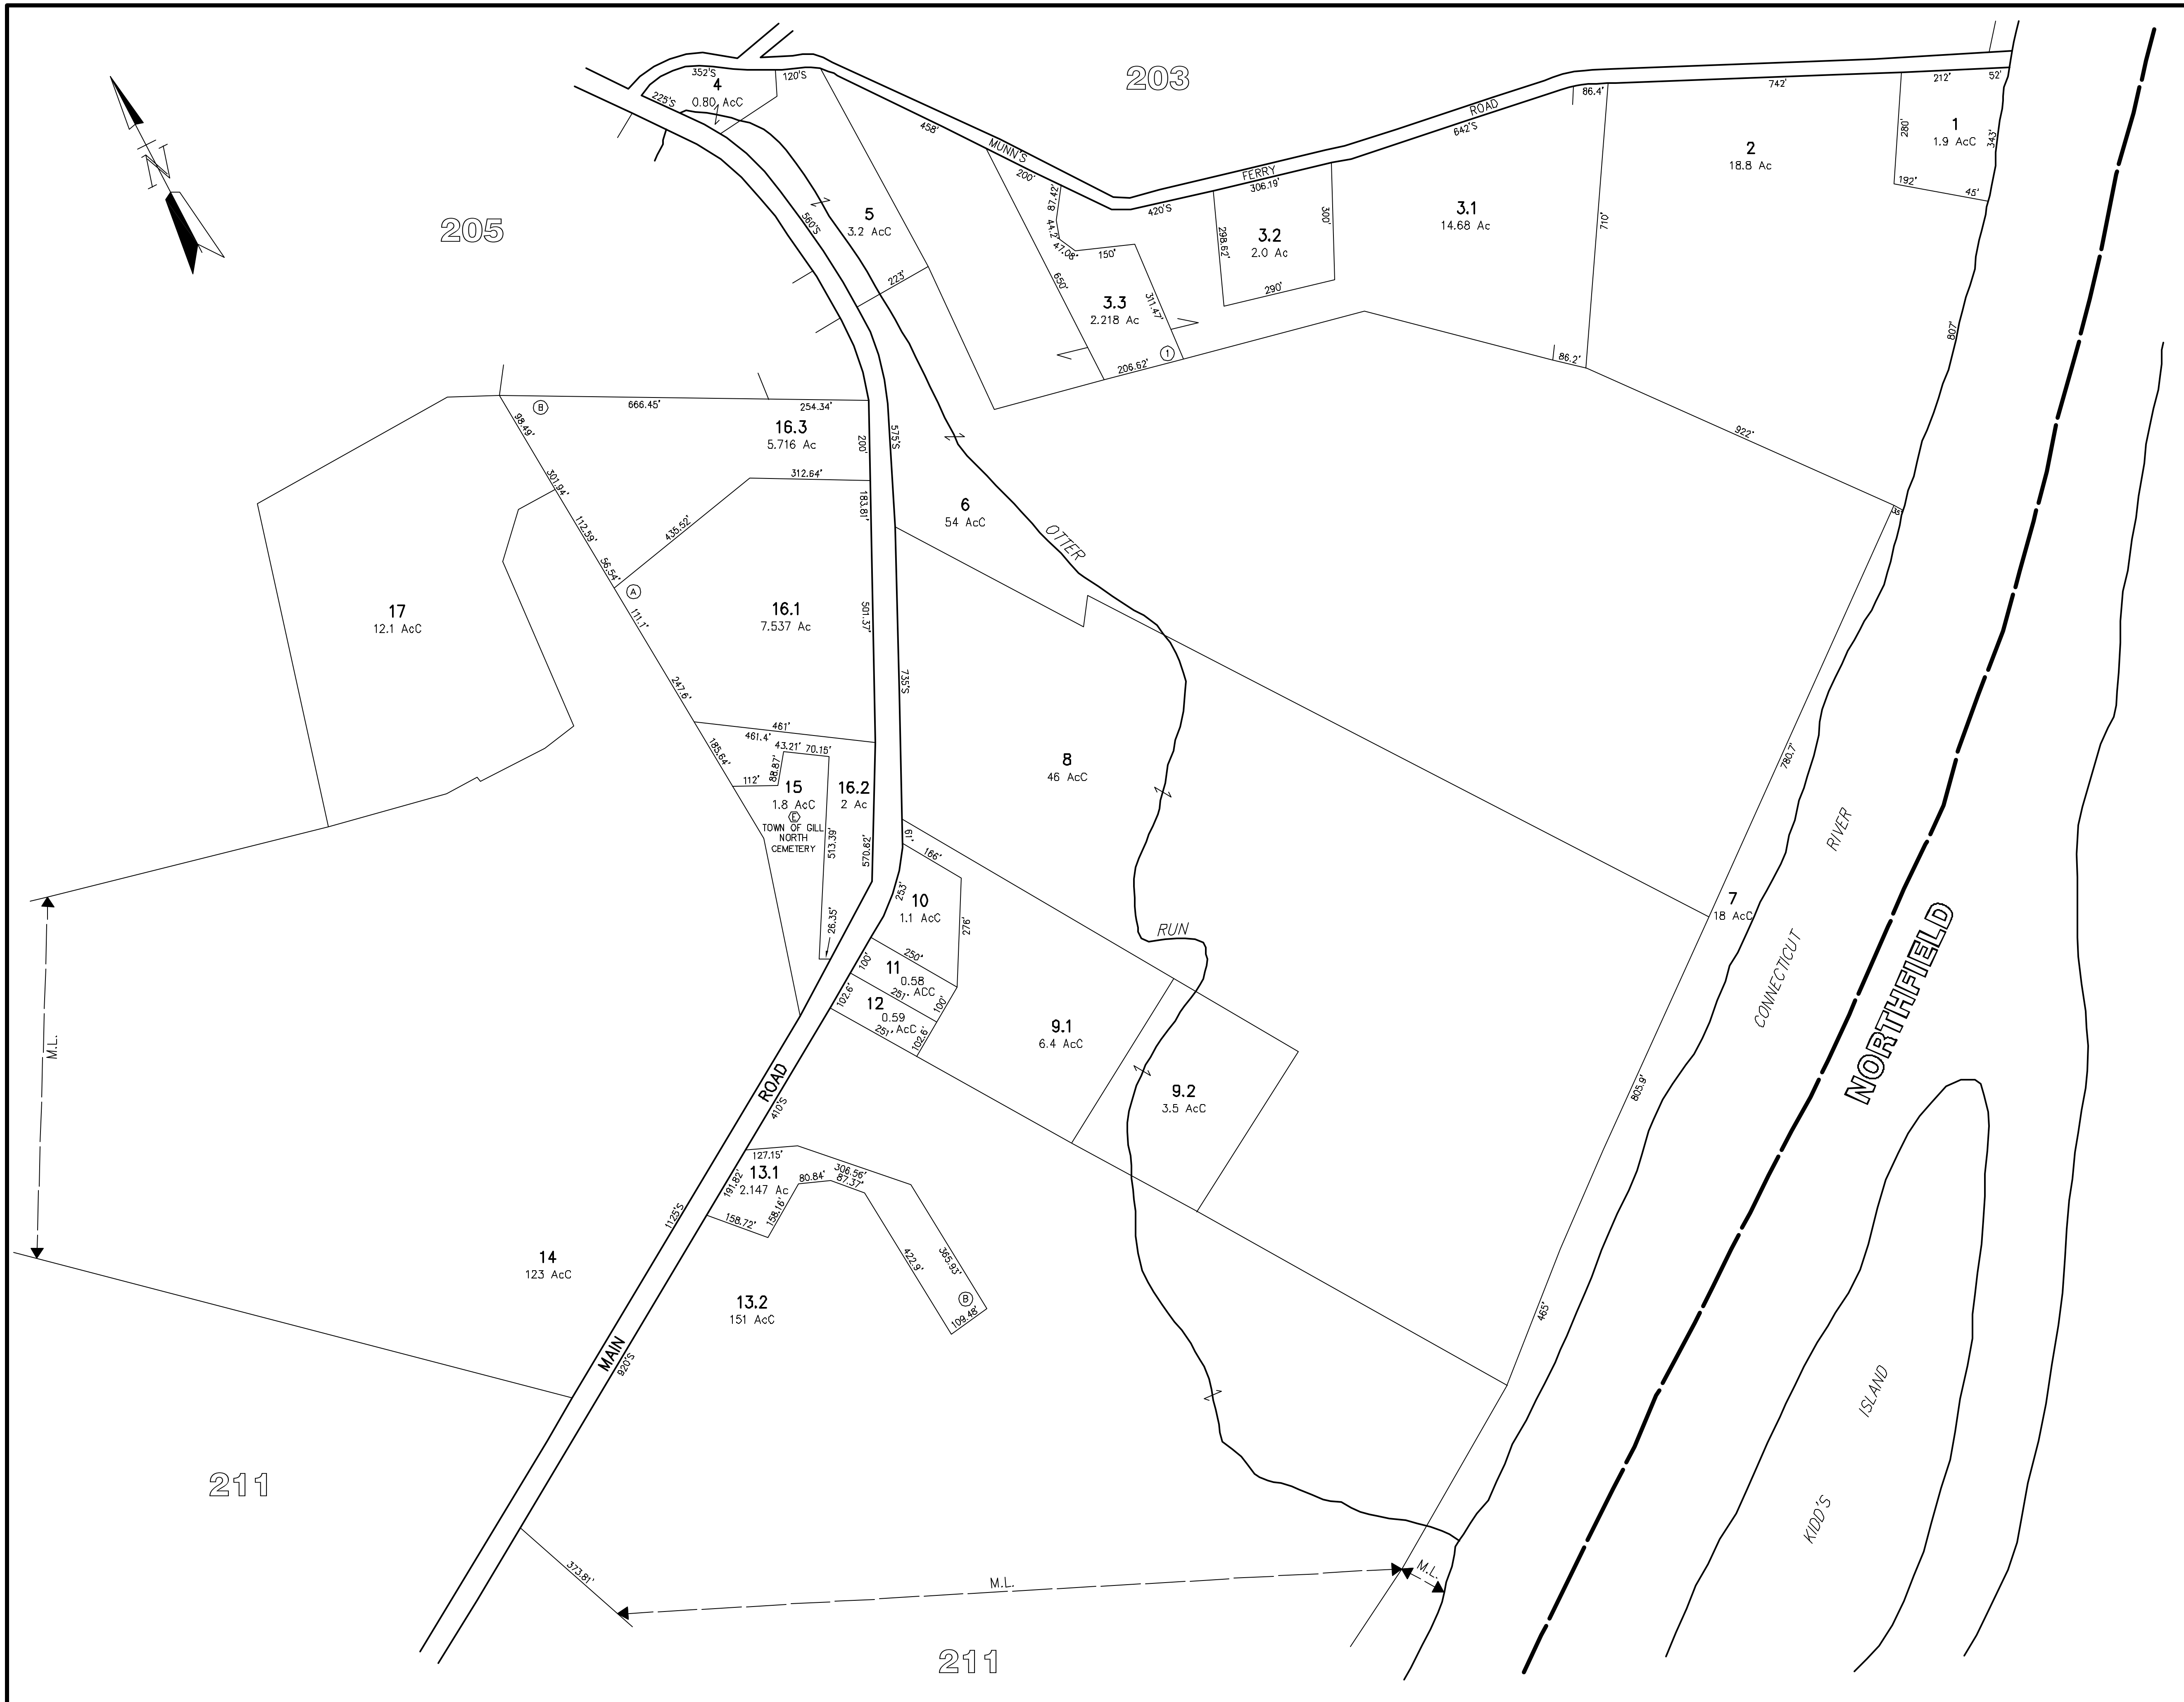 203
205
211
211
N
NORTHFIELD
352'S
4
0.80 AcC
120'S
225'S
458'
MUNN'S
FERRY
ROAD
642'S
86.4'
742'
212'
52'
280'
1
1.9 AcC
343'
192'
45'
2
18.8 Ac
710'
807'
200'
87.42'
44.2'
47.08'
150'
420'S
306.19'
298.62'
3.2
2.0 Ac
300'
290'
3.1
14.68 Ac
5
3.2 AcC
560'S
223'
650'
3.3
2.218 Ac
311.47'
1
206.62'
86.2'
922'
35'
B
666.45'
254.34'
98.49'
16.3
5.716 Ac
200'
575'S
312.64'
301.94'
183.81'
435.52'
112.59'
56.54'
A
6
54 AcC
OTTER
17
12.1 AcC
111.1'
16.1
7.537 Ac
501.37'
247.6'
735'S
461'
461.4'
185.64'
43.21'
70.15'
88.87'
112'
15
1.8 AcC
E
TOWN OF GILL
NORTH
CEMETERY
16.2
2 Ac
513.39'
570.62'
26.35'
8
46 AcC
780.7'
RIVER
CONNECTICUT
7
18 AcC
61'
166'
253'
10
1.1 AcC
276'
250'
RUN
100'
11
0.58
ACC
251'
100'
102.6'
12
0.59
AcC
251'
102.6'
9.1
6.4 AcC
9.2
3.5 AcC
805.9'
M.L.
ROAD
410'S
127.15'
13.1
2.147 Ac
191.82'
80.84'
306.56'
87.37'
158.16'
158.72'
1125'S
422.9'
365.93'
B
109.48'
14
123 AcC
13.2
151 AcC
465'
MAIN
920'S
ISLAND
KIDD'S
373.81'
M.L.
M.L.